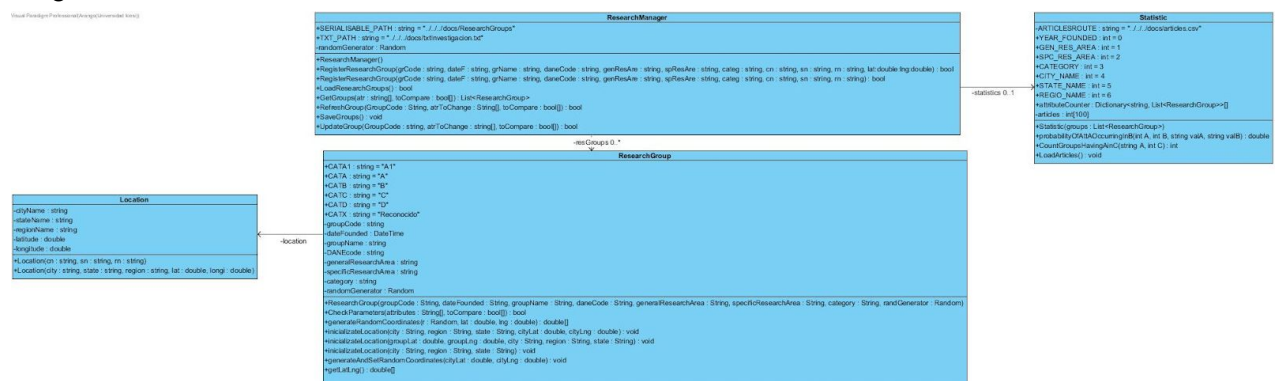 Visual Paradigm Professional(Arango(Universidad Icesi))
ResearchManager
+SERIALISABLE_PATH : string = "../../../docs/ResearchGroups"
+TXT_PATH : string = "../../../docs/txtInvestigacion.txt"
-randomGenerator : Random
+ResearchManager()
+RegisterResearchGroup(grCode : string, dateF : string, grName : string, daneCode : string, genResAre : string, spResAre : string, categ : string, cn : string, sn : string, rn : string, lat:double:lng:double) : bool
+RegisterResearchGroup(grCode : string, dateF : string, grName : string, daneCode : string, genResAre : string, spResAre : string, categ : string, cn : string, sn : string, rn : string) : bool
+LoadResearchGroups() : bool
+GetGroups(atr : string[], toCompare : bool[]) : List<ResearchGroup>
+RefreshGroup(GroupCode : String, atrToChange : String[], toCompare : bool[]) : bool
+SaveGroups() : void
+UpdateGroup(GroupCode : string, atrToChange : string[], toCompare : bool[]) : bool
-statistics 0..1
Statistic
-ARTICLESROUTE : string = "../../../docs/articles.csv"
+YEAR_FOUNDED : int = 0
+GEN_RES_AREA : int = 1
+SPC_RES_AREA : int = 2
+CATEGORY : int = 3
+CITY_NAME : int = 4
+STATE_NAME : int = 5
+REGIO_NAME : int = 6
+attributeCounter : Dictionary<string, List<ResearchGroup>>[]
-articles : int[100]
+Statistic(groups : List<ResearchGroup>)
+probabilityOfAttAOccurringInB(int A, int B, string valA, string valB) : double
+CountGroupsHavingAinC(string A, int C) : int
+LoadArticles() : void
-resGroups 0..*
ResearchGroup
+CATA1 : string = "A1"
+CATA : string = "A"
+CATB : string = "B"
+CATC : string = "C"
+CATD : string = "D"
+CATX : string = "Reconocido"
-groupCode : string
-dateFounded : DateTime
-groupName : string
-DANEcode : string
-generalResearchArea : string
-specificResearchArea : string
-category : string
-randomGenerator : Random
+ResearchGroup(groupCode : String, dateFounded : String, groupName : String, daneCode : String, generalResearchArea : String, specificResearchArea : String, category : String, randGenerator : Random)
+CheckParameters(attributes : String[], toCompare : bool[]) : bool
+generateRandomCoordinates(r : Random, lat : double, lng : double) : double[]
+inicializateLocation(city : String, region : String, state : String, cityLat : double, cityLng : double) : void
+inicializateLocation(groupLat : double, groupLng : double, city : String, region : String, state : String) : void
+inicializateLocation(city : String, region : String, state : String) : void
+generateAndSetRandomCoordinates(cityLat : double, cityLng : double) : void
+getLatLng() : double[]
-location
Location
-cityName : string
-stateName : string
-regionName : string
-latitude : double
-longitude : double
+Location(cn : string, sn : string, rn : string)
+Location(city : string, state : string, region : string, lat : double, longi : double)